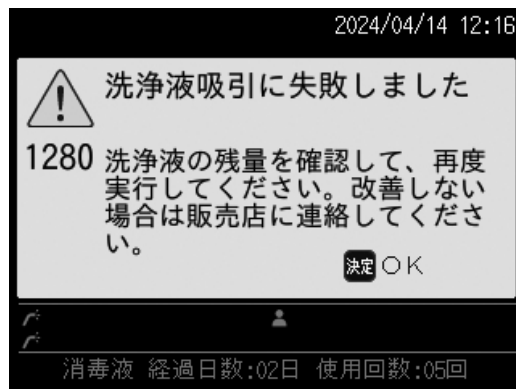 2024/04/14 12:16
洗浄液吸引に失敗しました
1280 洗浄液の残量を確認して、再度
実行してください。改善しない
場合は販売店に連絡してくださ
い。
決定 OK
消毒液 経過日数:02日 使用回数:05回